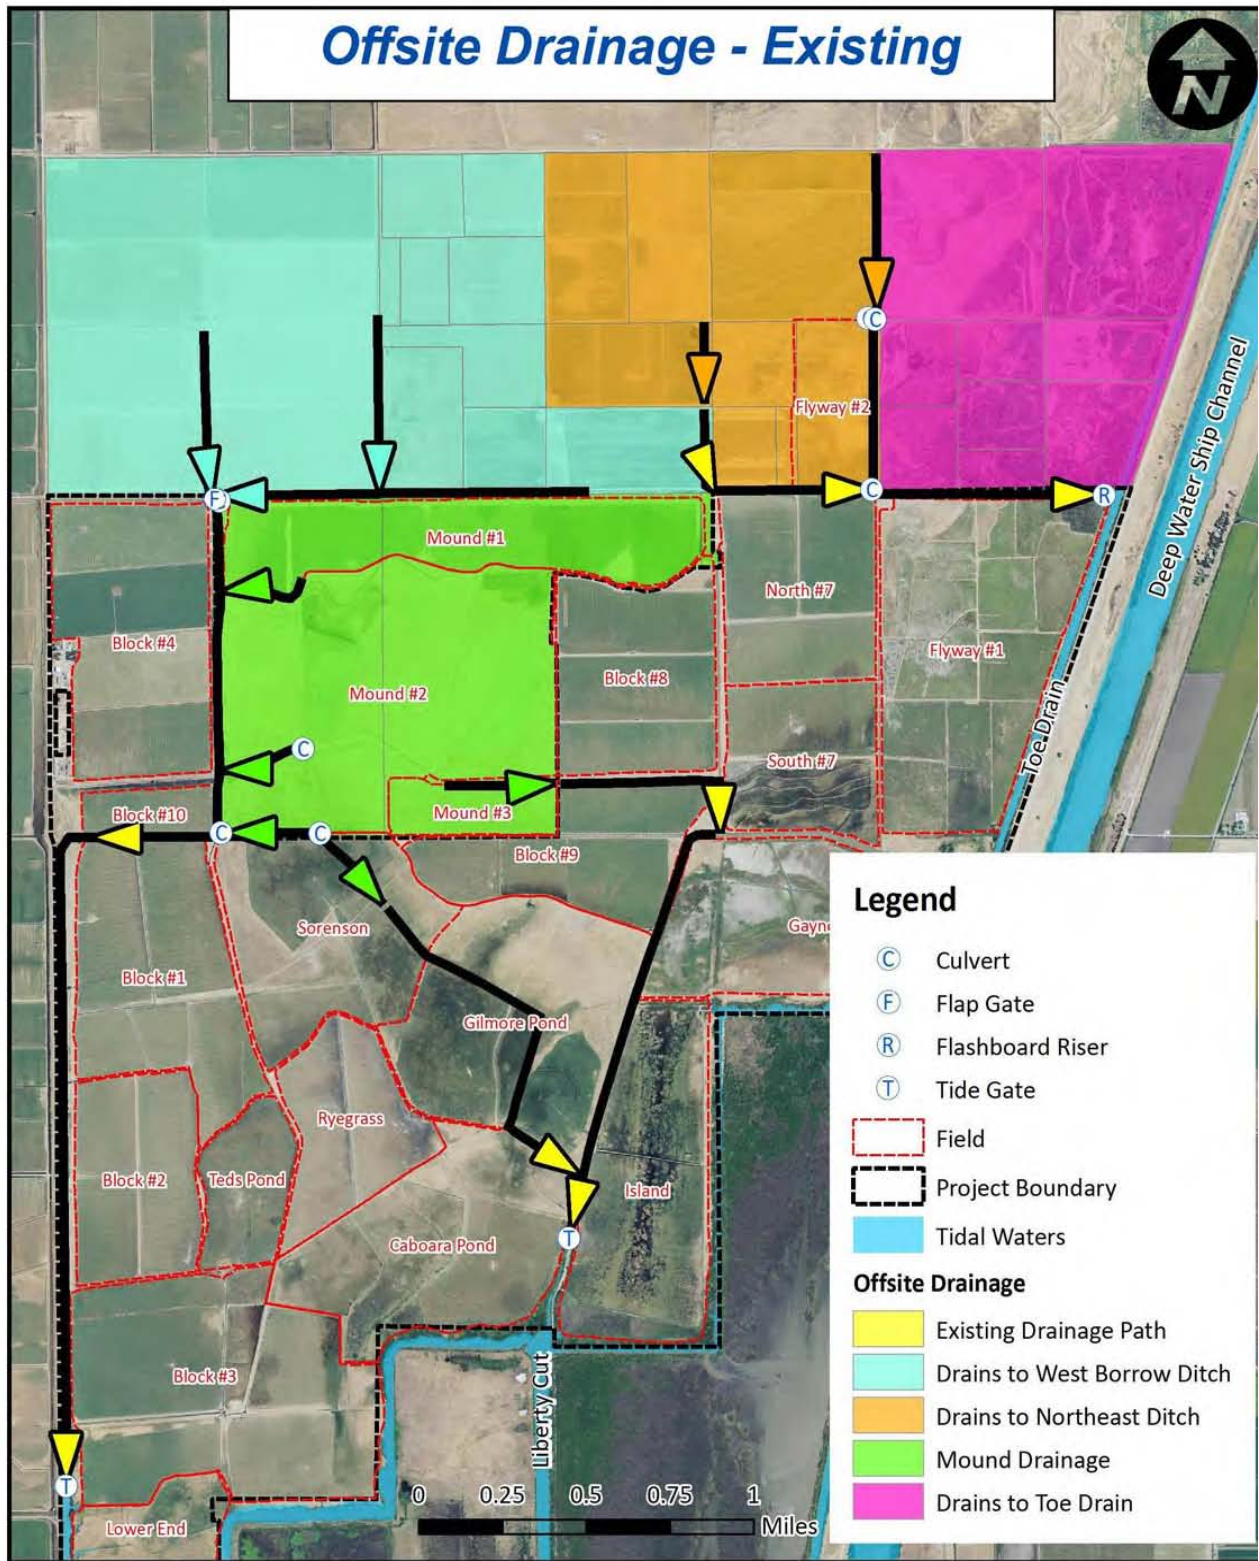 Offsite Drainage - Existing
N
C
Flyway #2
Deep Water Ship Channel
F
C
R
Mound #1
North #7
Block #4
Block #8
Flyway #1
Mound #2
Toe Drain
C
South #7
Block #10
Mound #3
C
C
Block #9
Sorenson
Block #1
Gilmore Pond
Ryegrass
Block #2
Teds Pond
Island
Caboara Pond
T
Block #3
Liberty Cut
T
Lower End
0 0.25 0.5 0.75 1
Miles
Legend
C Culvert
F Flap Gate
R Flashboard Riser
T Tide Gate
Field
Project Boundary
Tidal Waters
Offsite Drainage
Existing Drainage Path
Drains to West Borrow Ditch
Drains to Northeast Ditch
Mound Drainage
Drains to Toe Drain